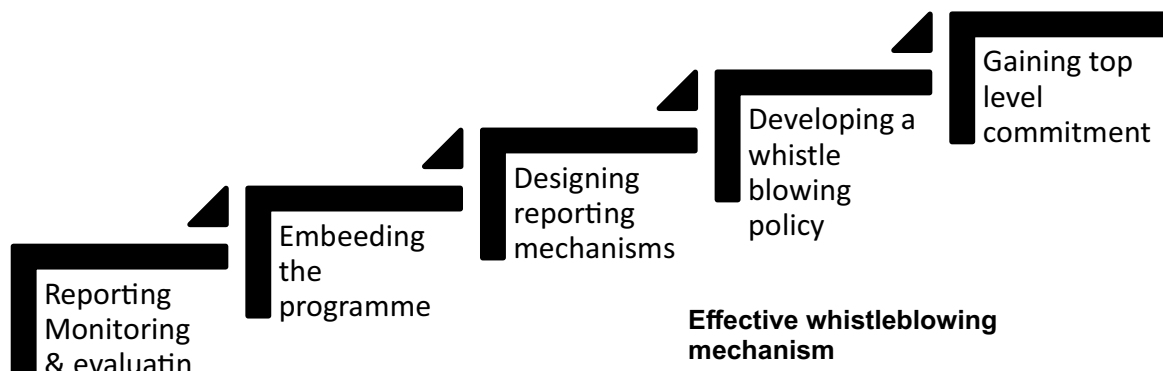 Reporting
Monitoring
& evaluatin
Embeeding
the
programme
Designing
reporting
mechanisms
Developing a
whistle
blowing
policy
Gaining top
level
commitment
Effective whistleblowing
mechanism